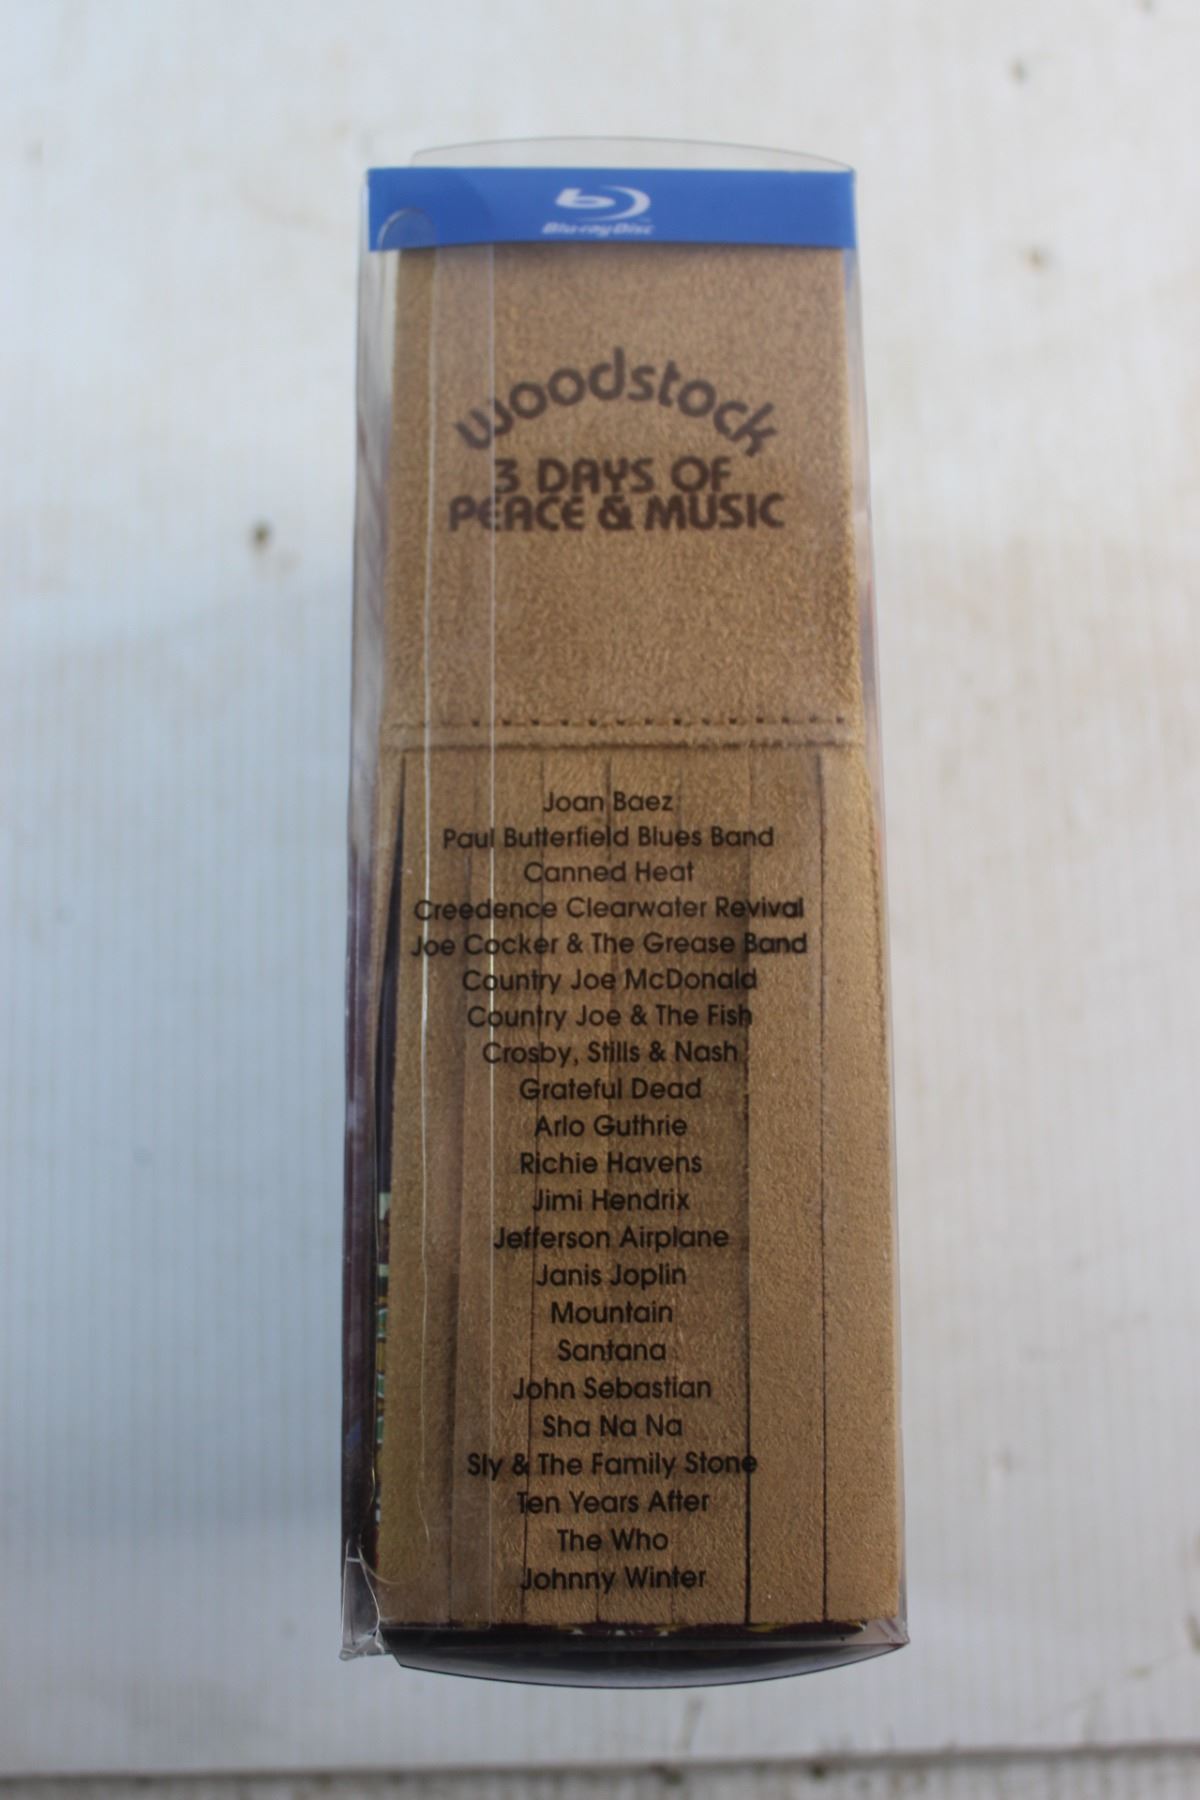 Blu-ray Disc
woodstock
3 DAYS OF
PEACE & MUSIC
Joan Baez
Paul Butterfield Blues Band
Canned Heat
Creedence Clearwater Revival
Joe Cocker & The Grease Band
Country Joe McDonald
Country Joe & The Fish
Crosby, Stills & Nash
Grateful Dead
Arlo Guthrie
Richie Havens
Jimi Hendrix
Jefferson Airplane
Janis Joplin
Mountain
Santana
John Sebastian
Sha Na Na
Sly & The Family Stone
Ten Years After
The Who
Johnny Winter